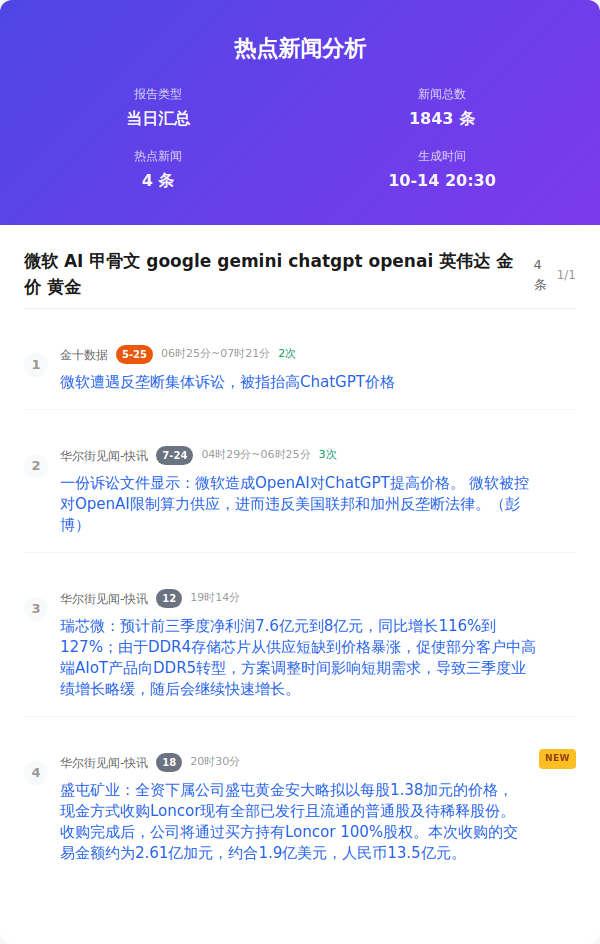 热点新闻分析
报告类型
当日汇总
新闻总数
1843 条
热点新闻
4 条
生成时间
10-14 20:30
微软 AI 甲骨文 google gemini chatgpt openai 英伟达 金
价 黄金
4
条
1/1
1
金十数据 5-25 06时25分~07时21分 2次
微软遭遇反垄断集体诉讼，被指抬高ChatGPT价格
2
华尔街见闻-快讯 7-24 04时29分~06时25分 3次
一份诉讼文件显示：微软造成OpenAI对ChatGPT提高价格。 微软被控
对OpenAI限制算力供应，进而违反美国联邦和加州反垄断法律。（彭
博）
3
华尔街见闻-快讯 12 19时14分
瑞芯微：预计前三季度净利润7.6亿元到8亿元，同比增长116%到
127%；由于DDR4存储芯片从供应短缺到价格暴涨，促使部分客户中高
端AIoT产品向DDR5转型，方案调整时间影响短期需求，导致三季度业
绩增长略缓，随后会继续快速增长。
4
华尔街见闻-快讯 18 20时30分
NEW
盛屯矿业：全资下属公司盛屯黄金安大略拟以每股1.38加元的价格，
现金方式收购Loncor现有全部已发行且流通的普通股及待稀释股份。
收购完成后，公司将通过买方持有Loncor 100%股权。本次收购的交
易金额约为2.61亿加元，约合1.9亿美元，人民币13.5亿元。